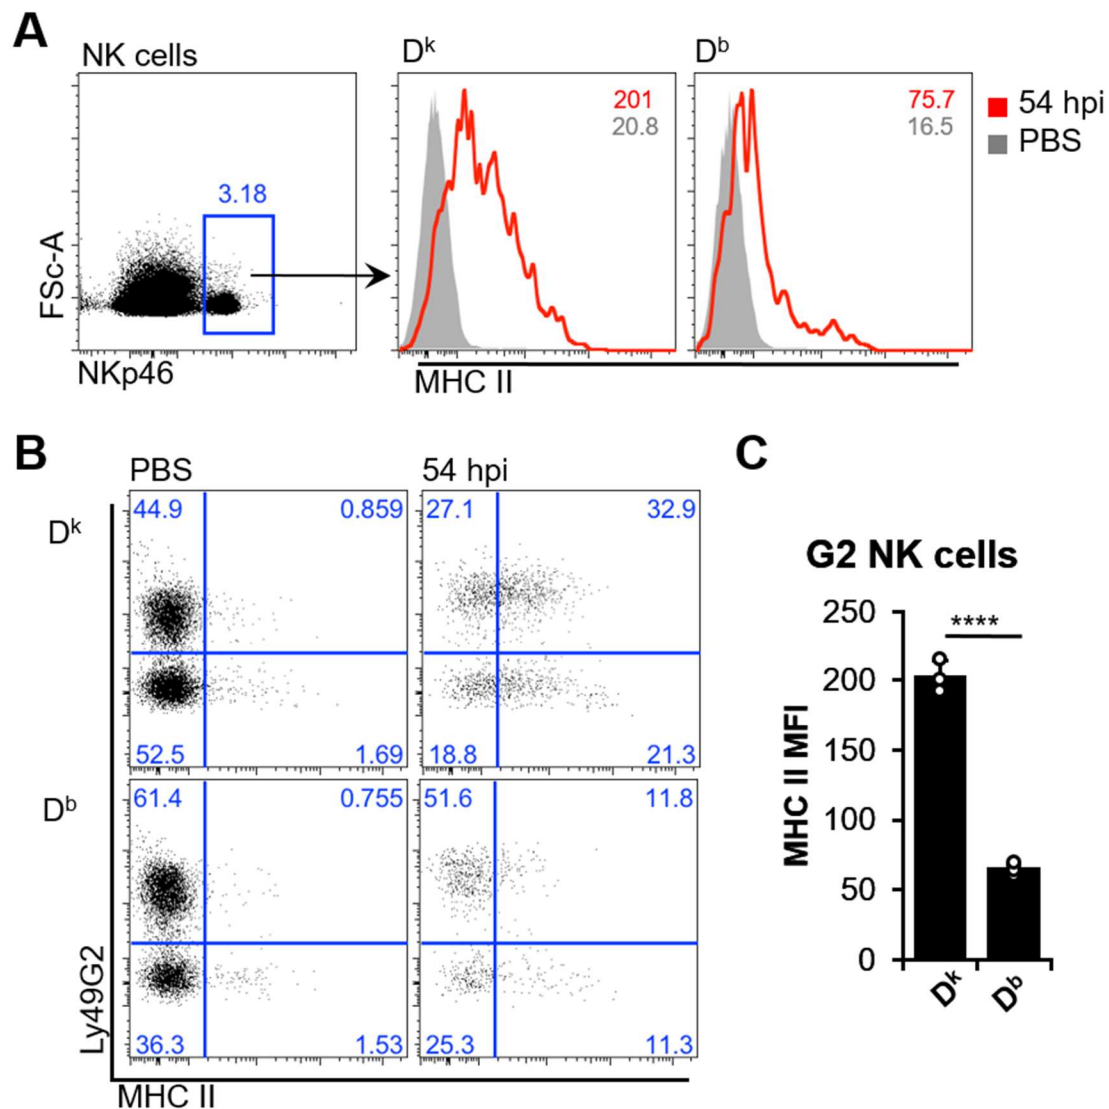 A
NK cells
3.18
FSc-A
NKp46
Dᵏ
201
20.8
Dᵇ
75.7
16.5
MHC II
54 hpi
PBS
B
PBS
54 hpi
Dᵏ
44.9 0.859
52.5 1.69
27.1 32.9
18.8 21.3
Dᵇ
61.4 0.755
36.3 1.53
51.6 11.8
25.3 11.3
Ly49G2
MHC II
C
G2 NK cells
****
MHC II MFI
250
200
150
100
50
0
Dᵏ
Dᵇ